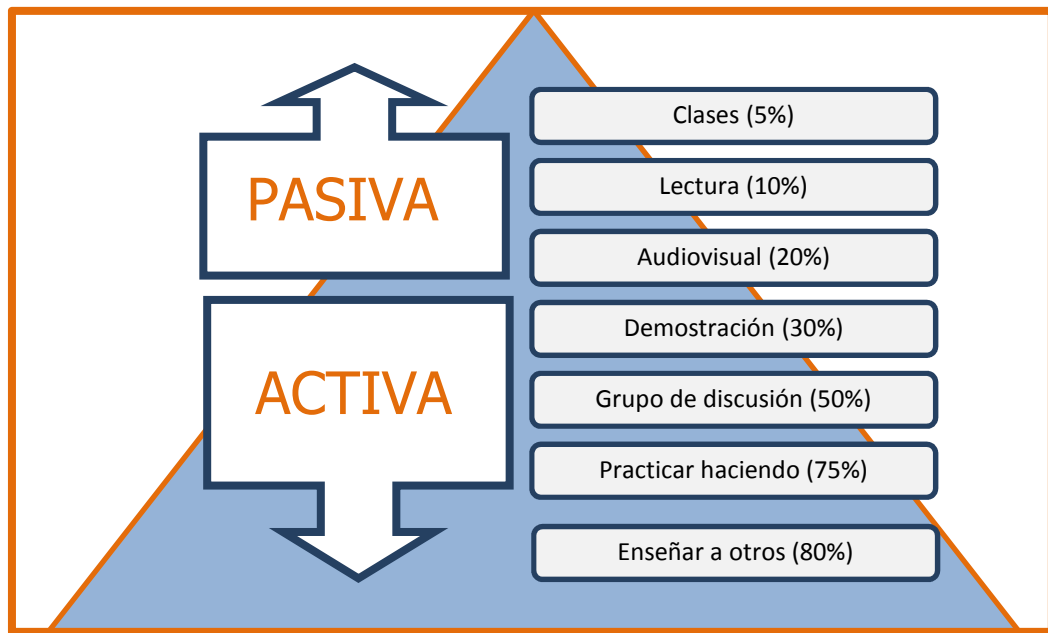 PASIVA
ACTIVA
Clases (5%)
Lectura (10%)
Audiovisual (20%)
Demostración (30%)
Grupo de discusión (50%)
Practicar haciendo (75%)
Enseñar a otros (80%)